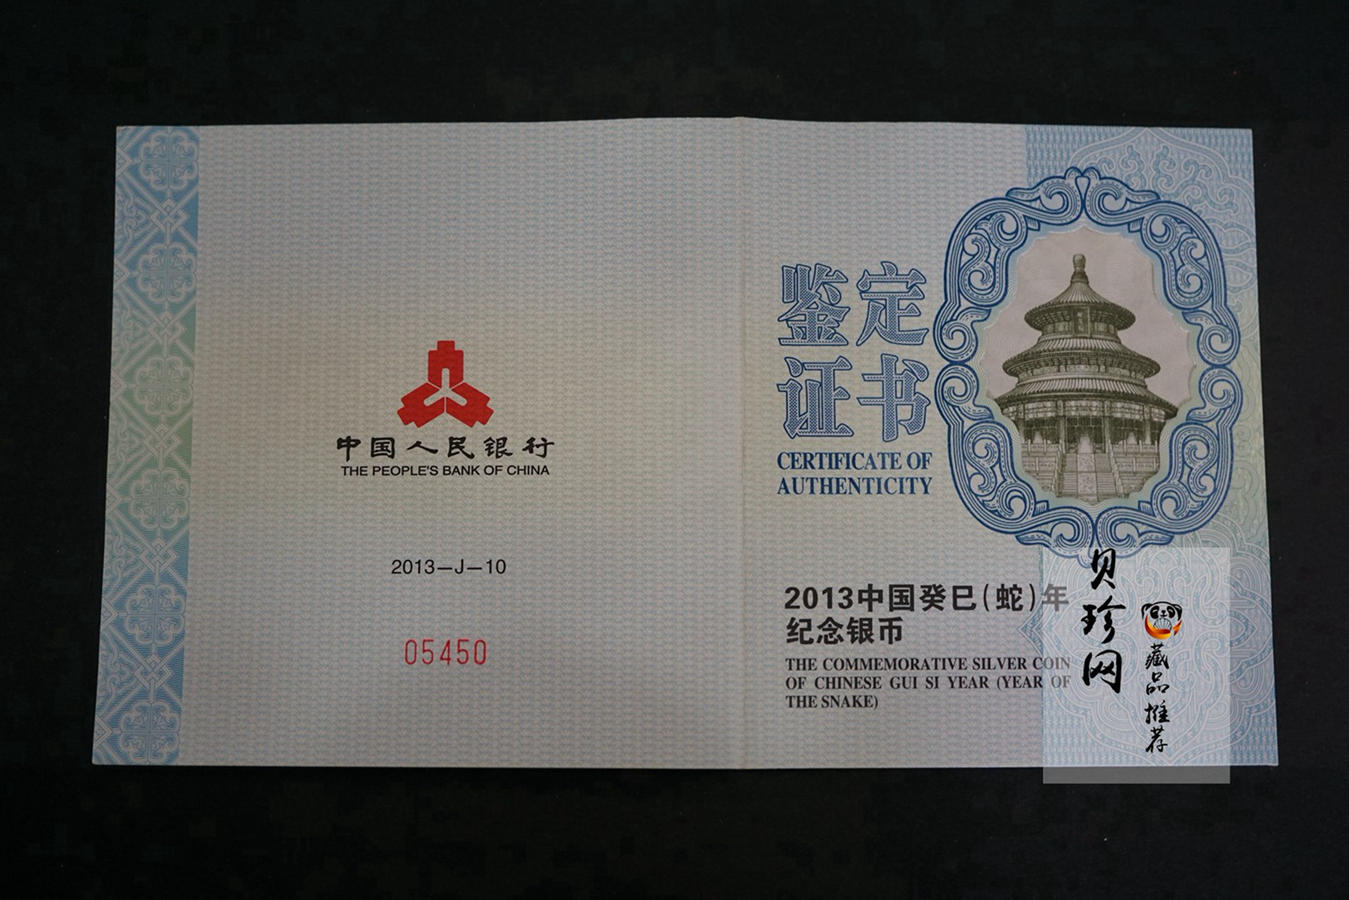 中国人民银行
THE PEOPLE'S BANK OF CHINA
2013—J—10
05450
鉴定
证书
CERTIFICATE OF
AUTHENTICITY
2013中国癸巳(蛇)年
纪念银币
THE COMMEMORATIVE SILVER COIN
OF CHINESE GUI SI YEAR (YEAR OF
THE SNAKE)
贝珍网
藏品推荐